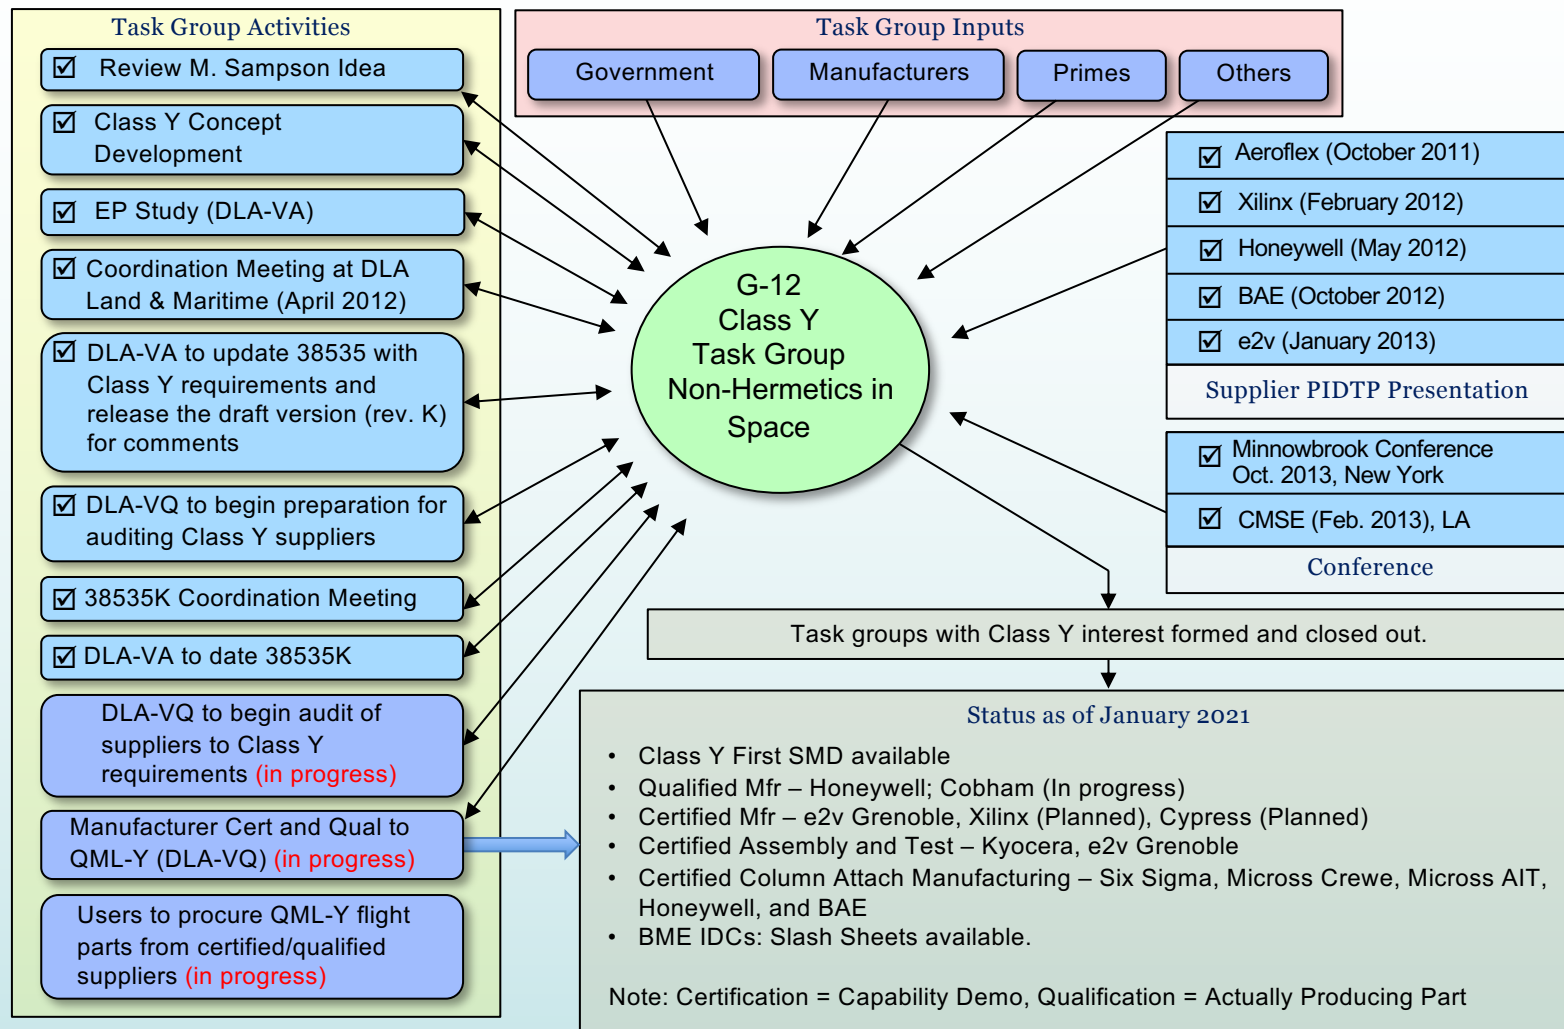 Task Group Activities
☑ Review M. Sampson Idea
☑ Class Y Concept
Development
☑ EP Study (DLA-VA)
☑ Coordination Meeting at DLA
Land & Maritime (April 2012)
☑ DLA-VA to update 38535 with
Class Y requirements and
release the draft version (rev. K)
for comments
☑ DLA-VQ to begin preparation for
auditing Class Y suppliers
☑ 38535K Coordination Meeting
☑ DLA-VA to date 38535K
DLA-VQ to begin audit of
suppliers to Class Y
requirements (in progress)
Manufacturer Cert and Qual to
QML-Y (DLA-VQ) (in progress)
Users to procure QML-Y flight
parts from certified/qualified
suppliers (in progress)
Task Group Inputs
Government
Manufacturers
Primes
Others
G-12
Class Y
Task Group
Non-Hermetics in
Space
☑ Aeroflex (October 2011)
☑ Xilinx (February 2012)
☑ Honeywell (May 2012)
☑ BAE (October 2012)
☑ e2v (January 2013)
Supplier PIDTP Presentation
☑ Minnowbrook Conference
Oct. 2013, New York
☑ CMSE (Feb. 2013), LA
Conference
Task groups with Class Y interest formed and closed out.
Status as of January 2021
• Class Y First SMD available
• Qualified Mfr – Honeywell; Cobham (In progress)
• Certified Mfr – e2v Grenoble, Xilinx (Planned), Cypress (Planned)
• Certified Assembly and Test – Kyocera, e2v Grenoble
• Certified Column Attach Manufacturing – Six Sigma, Micross Crewe, Micross AIT,
Honeywell, and BAE
• BME IDCs: Slash Sheets available.
Note: Certification = Capability Demo, Qualification = Actually Producing Part